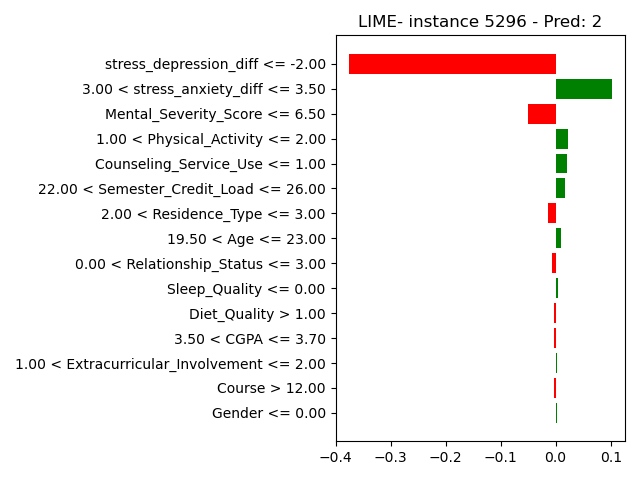 LIME- instance 5296 - Pred: 2
stress_depression_diff <= -2.00
3.00 < stress_anxiety_diff <= 3.50
Mental_Severity_Score <= 6.50
1.00 < Physical_Activity <= 2.00
Counseling_Service_Use <= 1.00
22.00 < Semester_Credit_Load <= 26.00
2.00 < Residence_Type <= 3.00
19.50 < Age <= 23.00
0.00 < Relationship_Status <= 3.00
Sleep_Quality <= 0.00
Diet_Quality > 1.00
3.50 < CGPA <= 3.70
1.00 < Extracurricular_Involvement <= 2.00
Course > 12.00
Gender <= 0.00
−0.4 −0.3 −0.2 −0.1 0.0 0.1